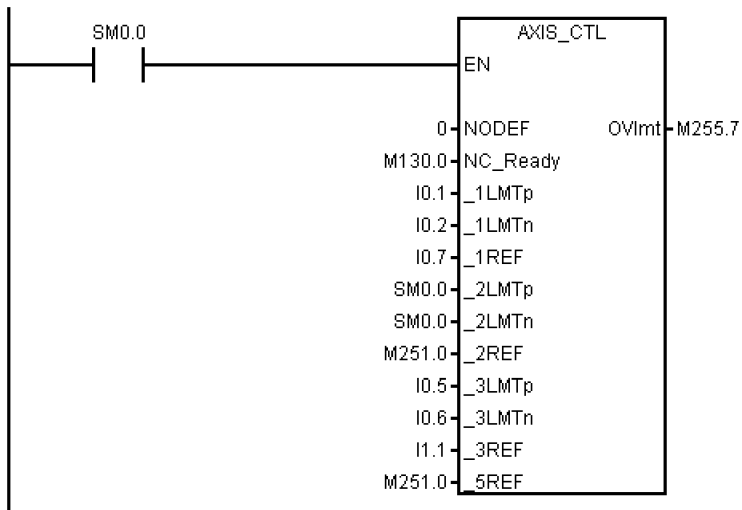 SM0.0 AXIS_CTL
EN
0 NODEF OVlmt M255.7
M130.0 NC_Ready
I0.1 _1LMTp
I0.2 _1LMTn
I0.7 _1REF
SM0.0 _2LMTp
SM0.0 _2LMTn
M251.0 _2REF
I0.5 _3LMTp
I0.6 _3LMTn
I1.1 _3REF
M251.0 _5REF